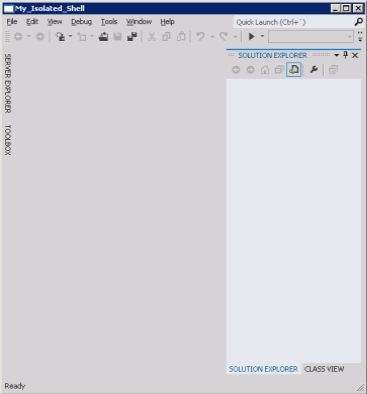 My_Isolated_Shell
File Edit View Debug Tools Window Help
Quick Launch (Ctrl+`)
SOLUTION EXPLORER
SERVER EXPLORER
TOOLBOX
SOLUTION EXPLORER CLASS VIEW
Ready